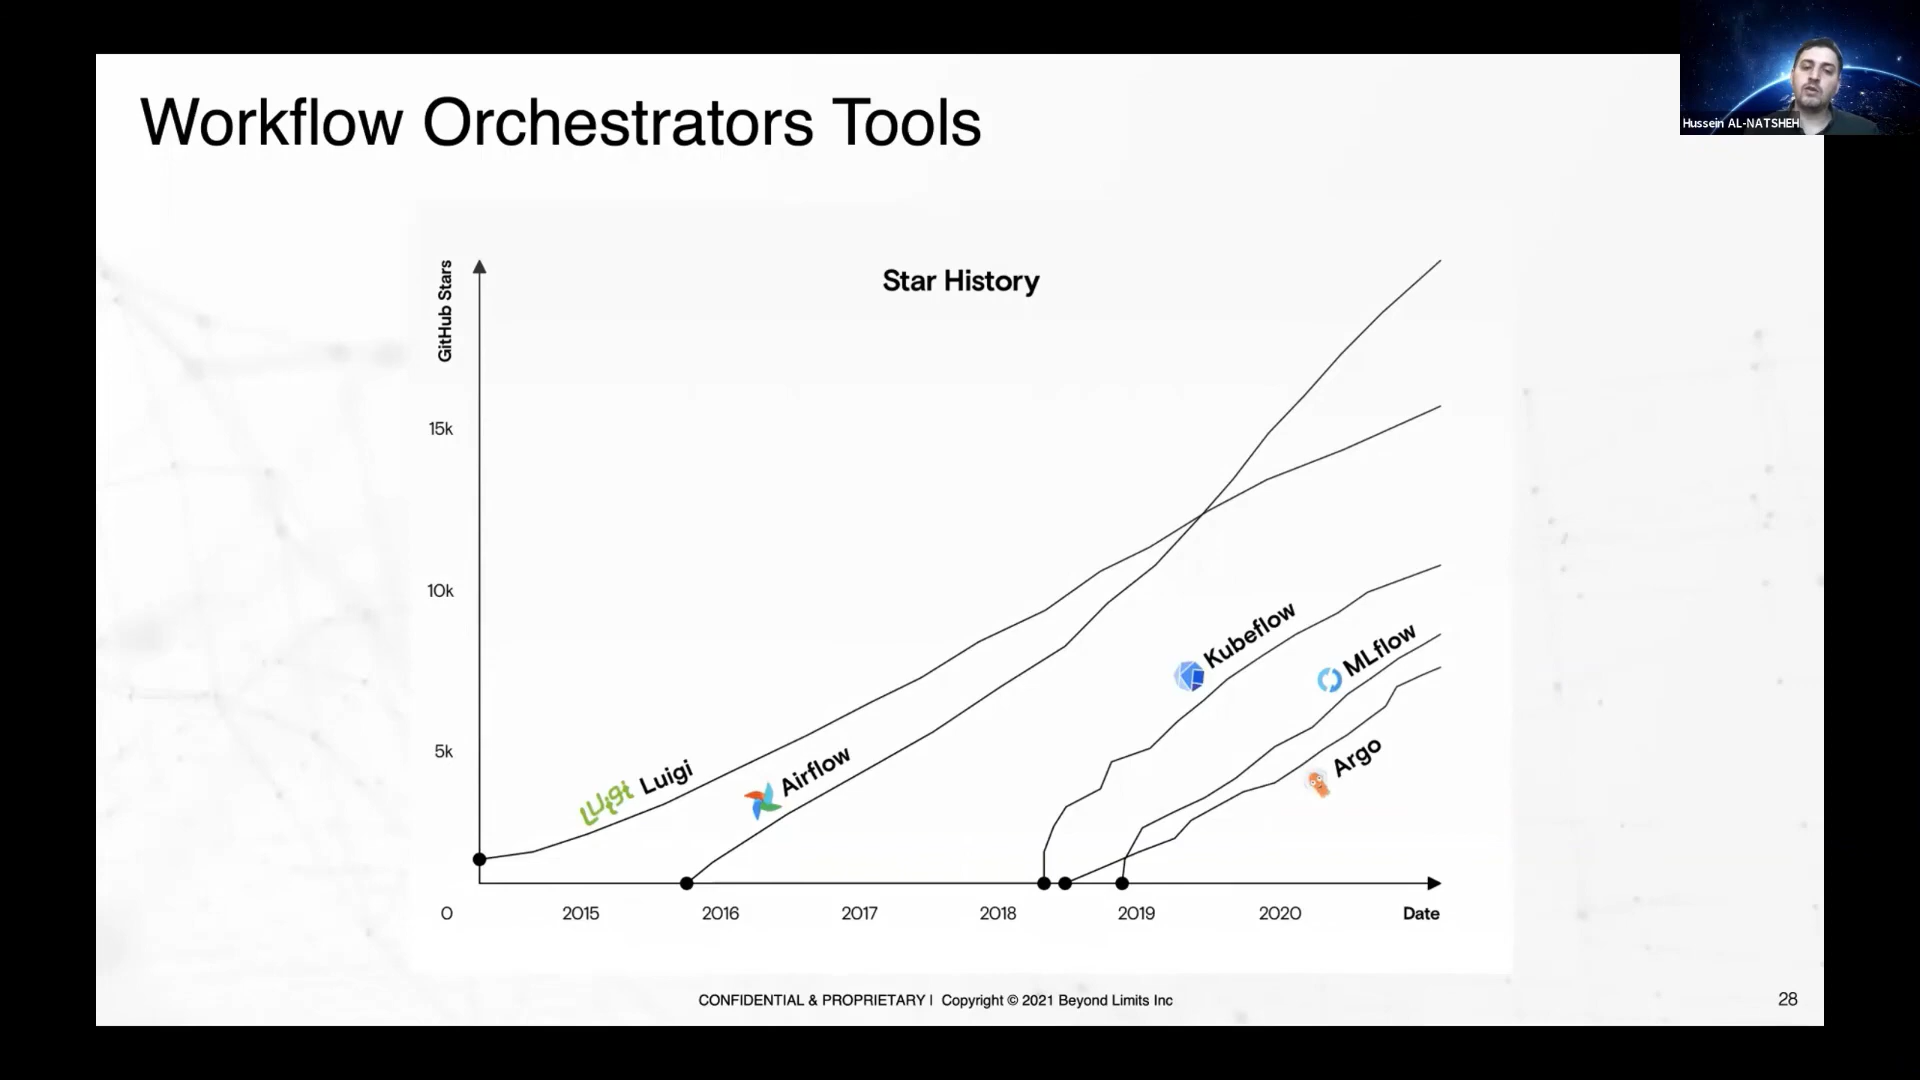 Workflow Orchestrators Tools
Hussein AL-NATSHEH
Star History
GitHub Stars
15k
10k
5k
Luigi
Luigi
Airflow
Kubeflow
MLflow
Argo
0
2015
2016
2017
2018
2019
2020
Date
CONFIDENTIAL & PROPRIETARY | Copyright © 2021 Beyond Limits Inc
28